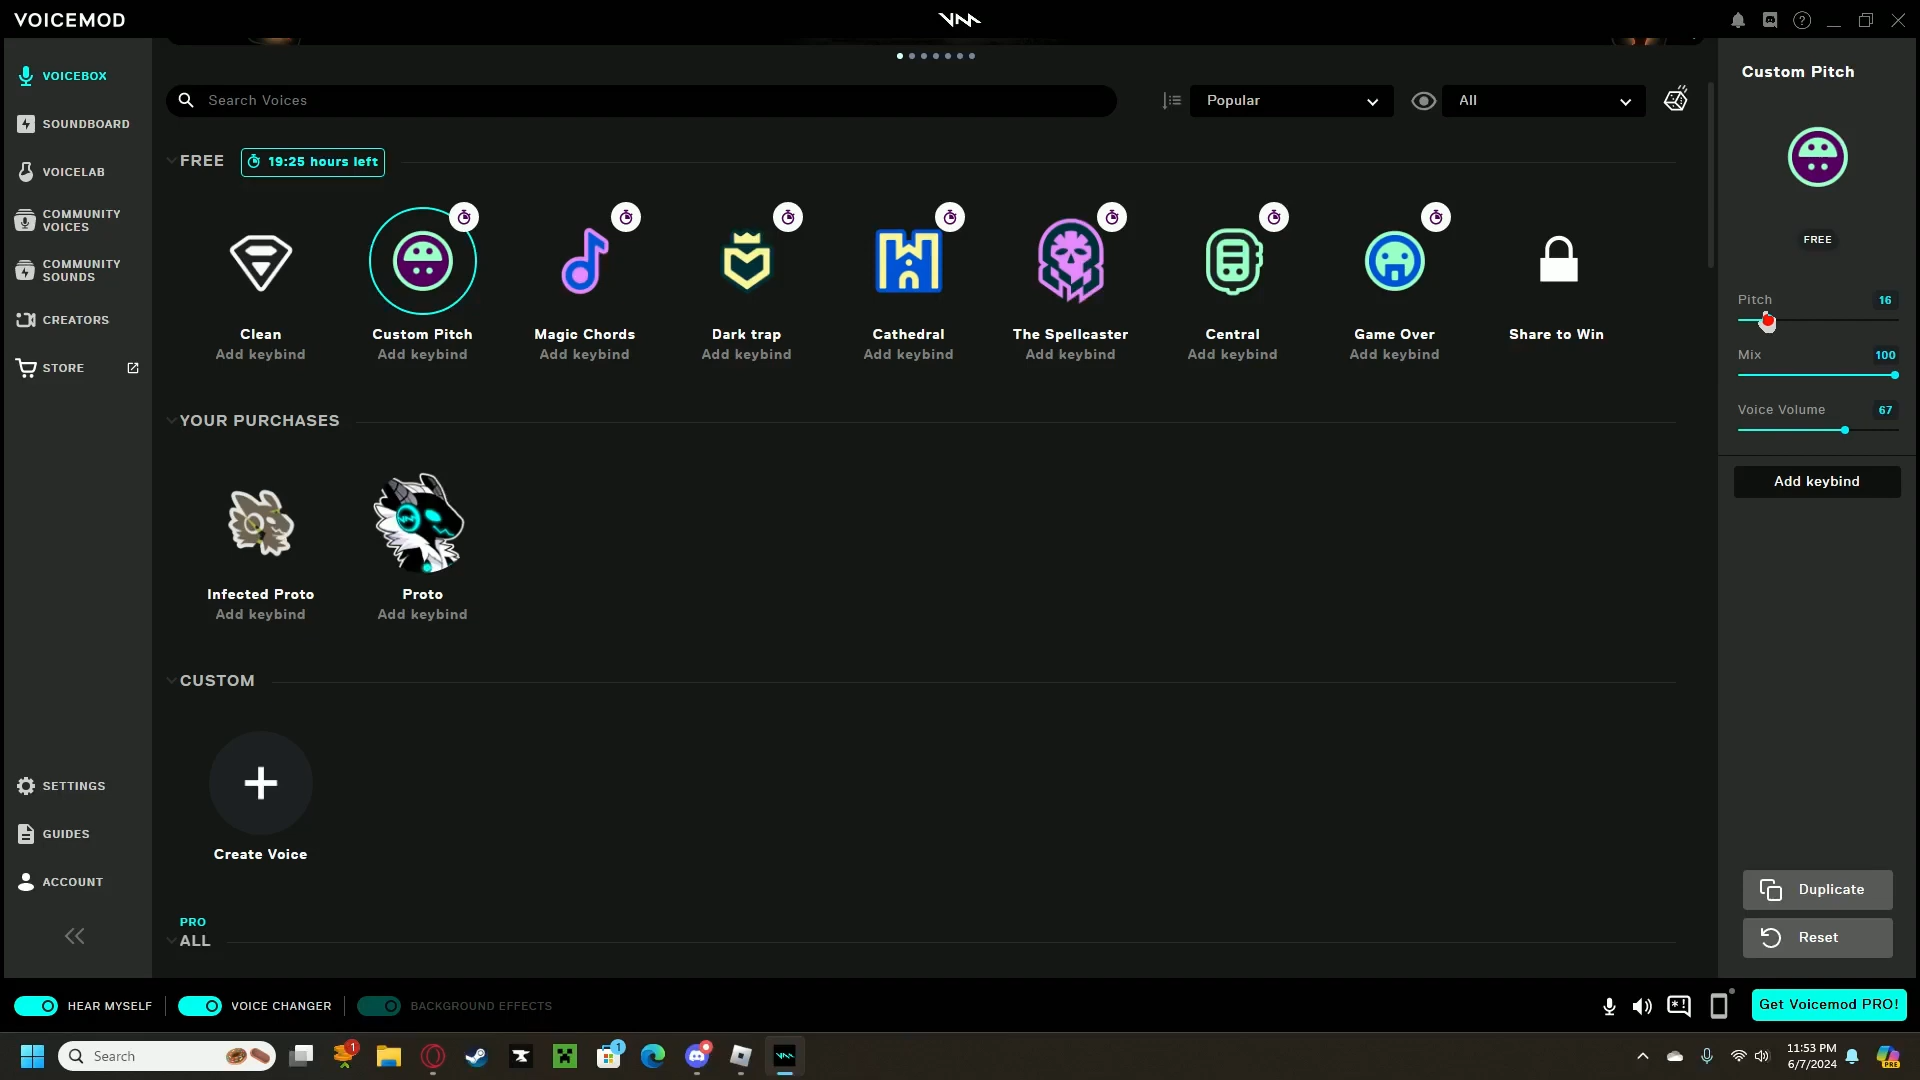 VOICEMOD
VOICEBOX
SOUNDBOARD
VOICELAB
COMMUNITY
VOICES
COMMUNITY
SOUNDS
CREATORS
STORE
SETTINGS
GUIDES
ACCOUNT
Search Voices
Popular
All
FREE
19:25 hours left
Clean
Add keybind
Custom Pitch
Add keybind
Magic Chords
Add keybind
Dark trap
Add keybind
Cathedral
Add keybind
The Spellcaster
Add keybind
Central
Add keybind
Game Over
Add keybind
Share to Win
YOUR PURCHASES
Infected Proto
Add keybind
Proto
Add keybind
CUSTOM
Create Voice
PRO
ALL
Custom Pitch
FREE
Pitch 16
Mix 100
Voice Volume 67
Add keybind
Duplicate
Reset
HEAR MYSELF
VOICE CHANGER
BACKGROUND EFFECTS
Get Voicemod PRO!
Search
1
1
11:53 PM
6/7/2024
PRE